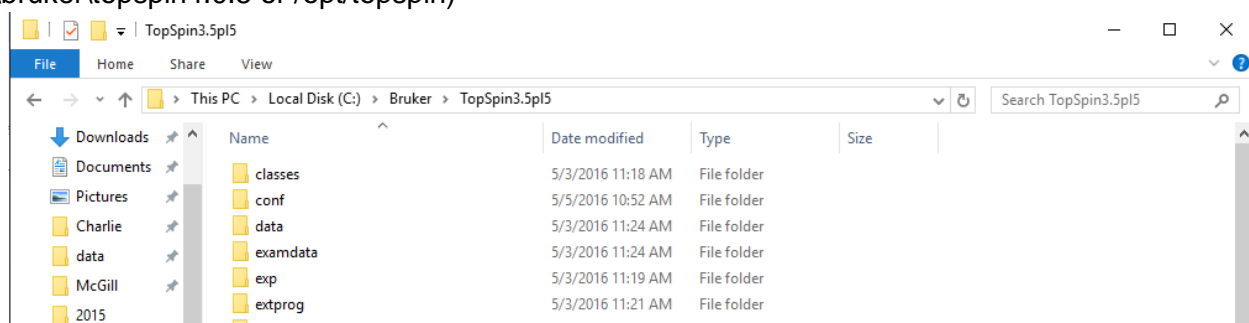 TopSpin3.5pl5
File Home Share View
This PC > Local Disk (C:) > Bruker > TopSpin3.5pl5 Search TopSpin3.5pl5
Downloads Name Date modified Type Size
Documents classes 5/3/2016 11:18 AM File folder
Pictures conf 5/5/2016 10:52 AM File folder
Charlie data 5/3/2016 11:24 AM File folder
data examdata 5/3/2016 11:24 AM File folder
McGill exp 5/3/2016 11:19 AM File folder
2015 extprog 5/3/2016 11:21 AM File folder